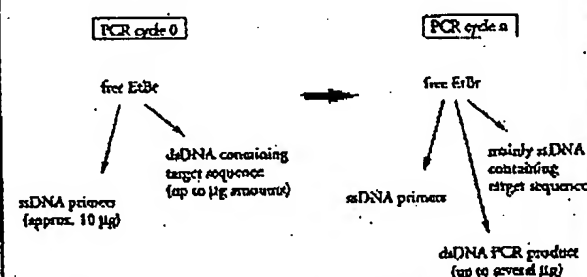 PCR cycle 0
free EtBr
dsDNA containing
target sequence
(up to µg amounts)
ssDNA primers
(approx. 10 µg)
PCR cycle n
free EtBr
mainly ssDNA
containing
target sequence
ssDNA primers
dsDNA PCR product
(up to several µg)